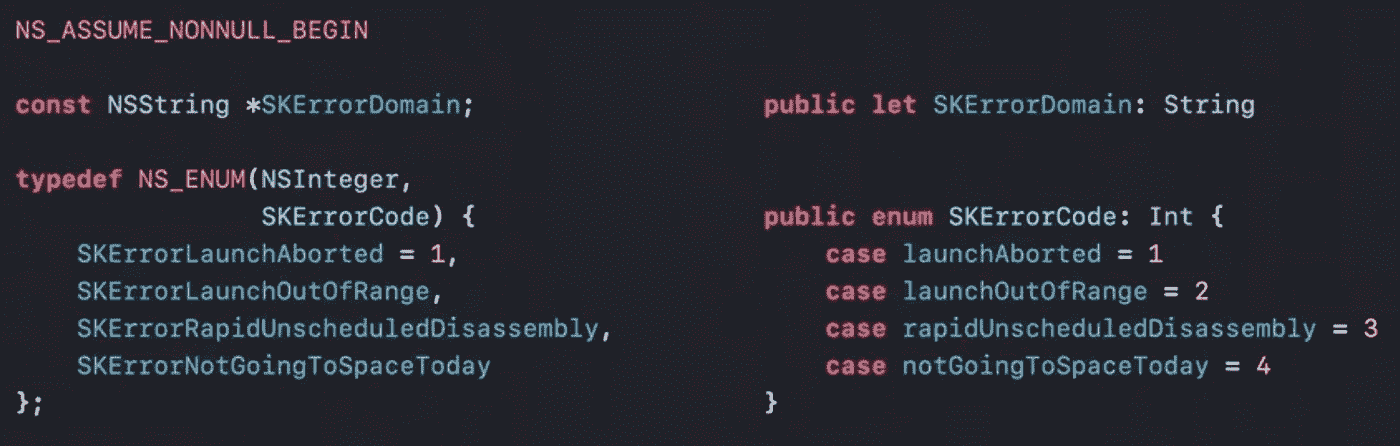 NS_ASSUME_NONNULL_BEGIN
const NSString *SKErrorDomain;
typedef NS_ENUM(NSInteger,
SKErrorCode) {
SKErrorLaunchAborted = 1,
SKErrorLaunchOutOfRange,
SKErrorRapidUnscheduledDisassembly,
SKErrorNotGoingToSpaceToday
};
public let SKErrorDomain: String
public enum SKErrorCode: Int {
case launchAborted = 1
case launchOutOfRange = 2
case rapidUnscheduledDisassembly = 3
case notGoingToSpaceToday = 4
}